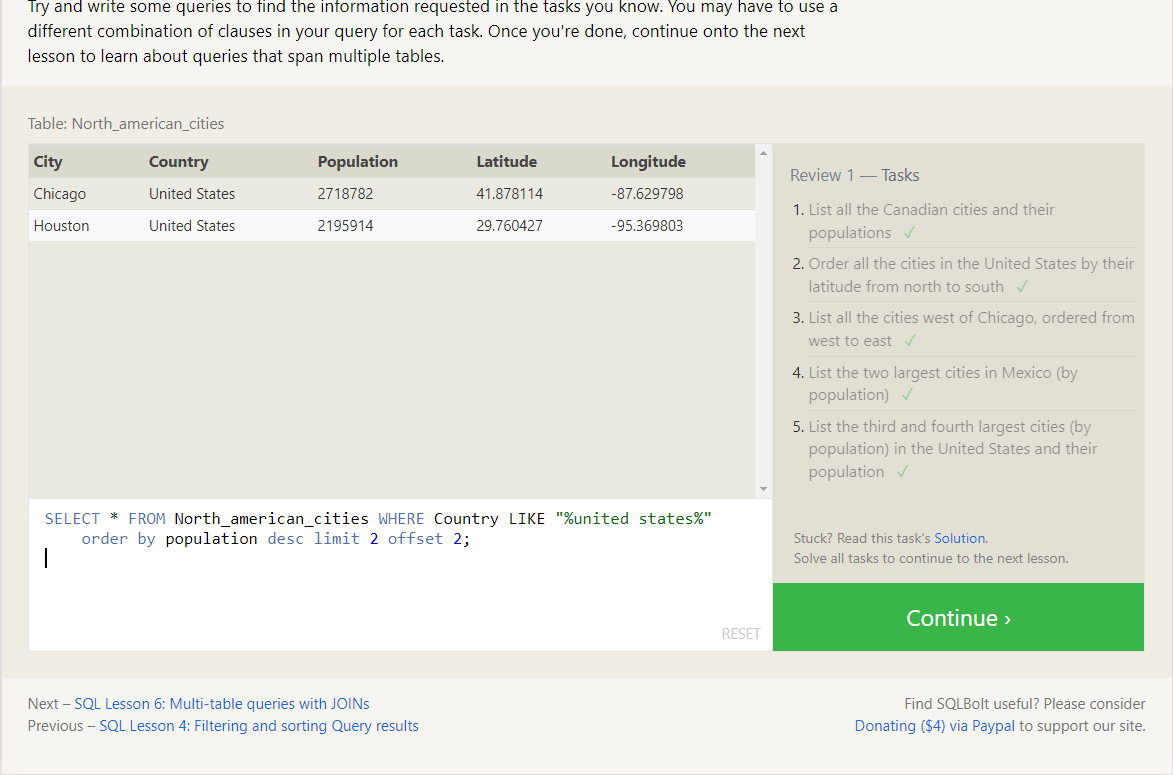 Try and write some queries to find the information requested in the tasks you know. You may have to use a
different combination of clauses in your query for each task. Once you're done, continue onto the next
lesson to learn about queries that span multiple tables.
Table: North_american_cities
City Country Population Latitude Longitude
Chicago United States 2718782 41.878114 -87.629798
Houston United States 2195914 29.760427 -95.369803
SELECT * FROM North_american_cities WHERE Country LIKE "%united states%"
order by population desc limit 2 offset 2;
RESET
Review 1 — Tasks
1. List all the Canadian cities and their
populations ✓
2. Order all the cities in the United States by their
latitude from north to south ✓
3. List all the cities west of Chicago, ordered from
west to east ✓
4. List the two largest cities in Mexico (by
population) ✓
5. List the third and fourth largest cities (by
population) in the United States and their
population ✓
Stuck? Read this task's Solution.
Solve all tasks to continue to the next lesson.
Continue ›
Next – SQL Lesson 6: Multi-table queries with JOINs
Previous – SQL Lesson 4: Filtering and sorting Query results
Find SQLBolt useful? Please consider
Donating ($4) via Paypal to support our site.